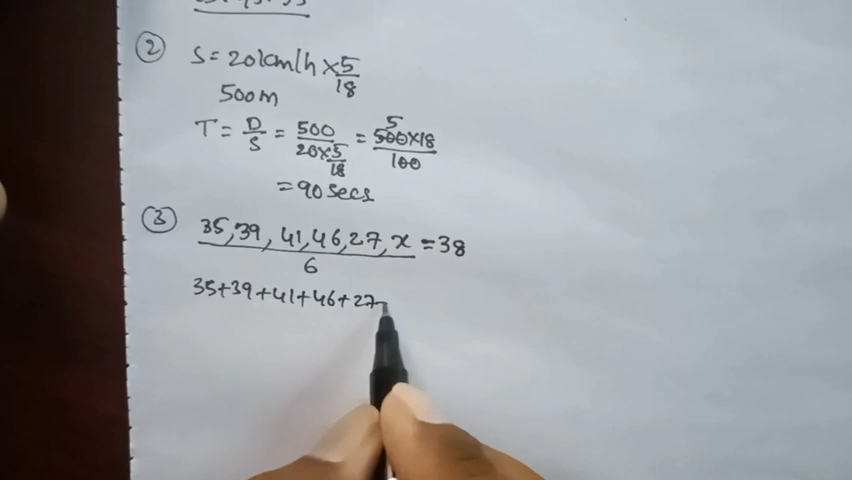 ② S = 20km/h × 5/18
500m
T = D/S = 500/20×5/18 = 5 500×18/100
= 90 secs
③ 35, 39, 41, 46, 27, x/6 = 38
35+39+41+46+27